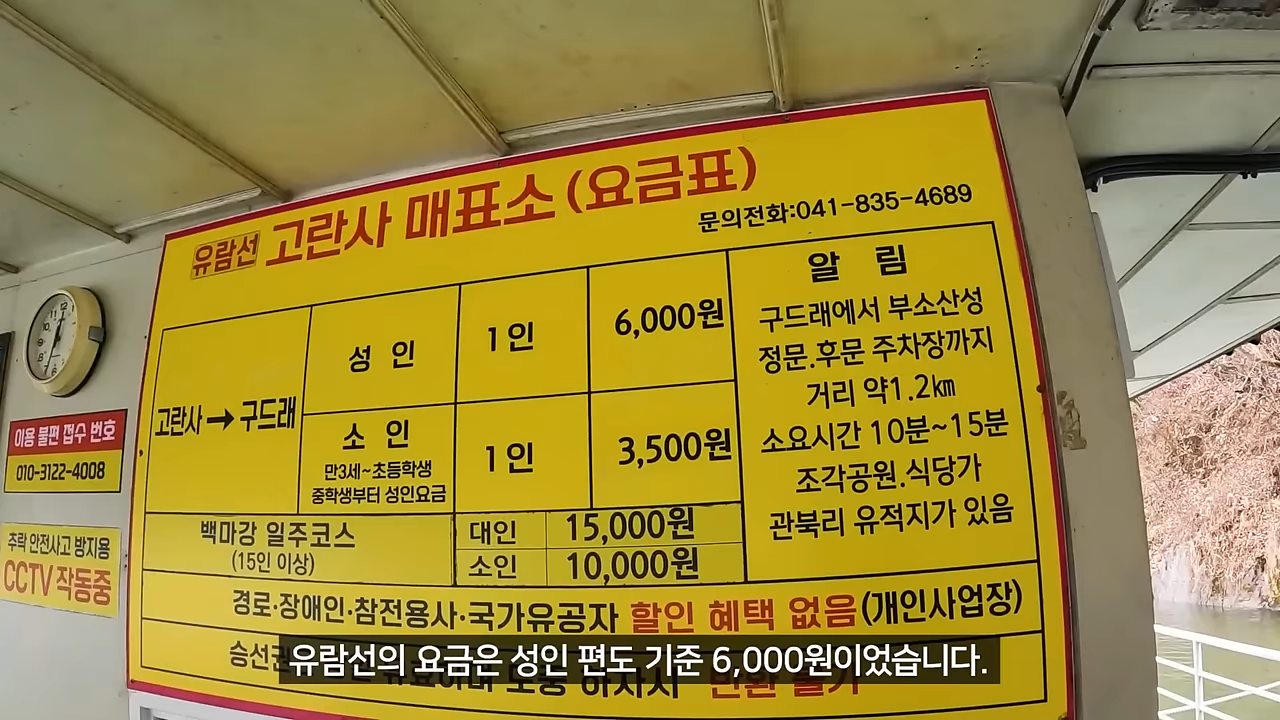 유람선 고란사 매표소 (요금표)
문의전화:041-835-4689
고란사 → 구드래
성 인 1인 6,000원
소 인 1인 3,500원
만3세~초등학생
중학생부터 성인요금
백마강 일주코스
(15인 이상)
대인 15,000원
소인 10,000원
알 림
구드래에서 부소산성
정문.후문 주차장까지
거리 약1.2㎞
소요시간 10분~15분
조각공원.식당가
관북리 유적지가 있음
경로·장애인·참전용사·국가유공자 할인 혜택 없음(개인사업장)
이용 불편 접수 번호
010-3122-4008
추락 안전사고 방지용
CCTV 작동중
유람선의 요금은 성인 편도 기준 6,000원이었습니다.